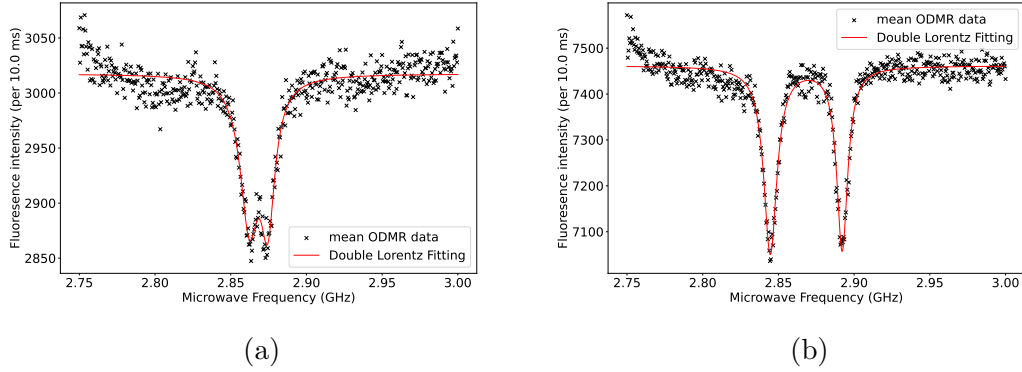 3050
3000
2950
2900
2850
Fluoresence intensity (per 10.0 ms)
mean ODMR data
Double Lorentz Fitting
2.75 2.80 2.85 2.90 2.95 3.00
Microwave Frequency (GHz)
(a)
7500
7400
7300
7200
7100
Fluoresence intensity (per 10.0 ms)
mean ODMR data
Double Lorentz Fitting
2.75 2.80 2.85 2.90 2.95 3.00
Microwave Frequency (GHz)
(b)